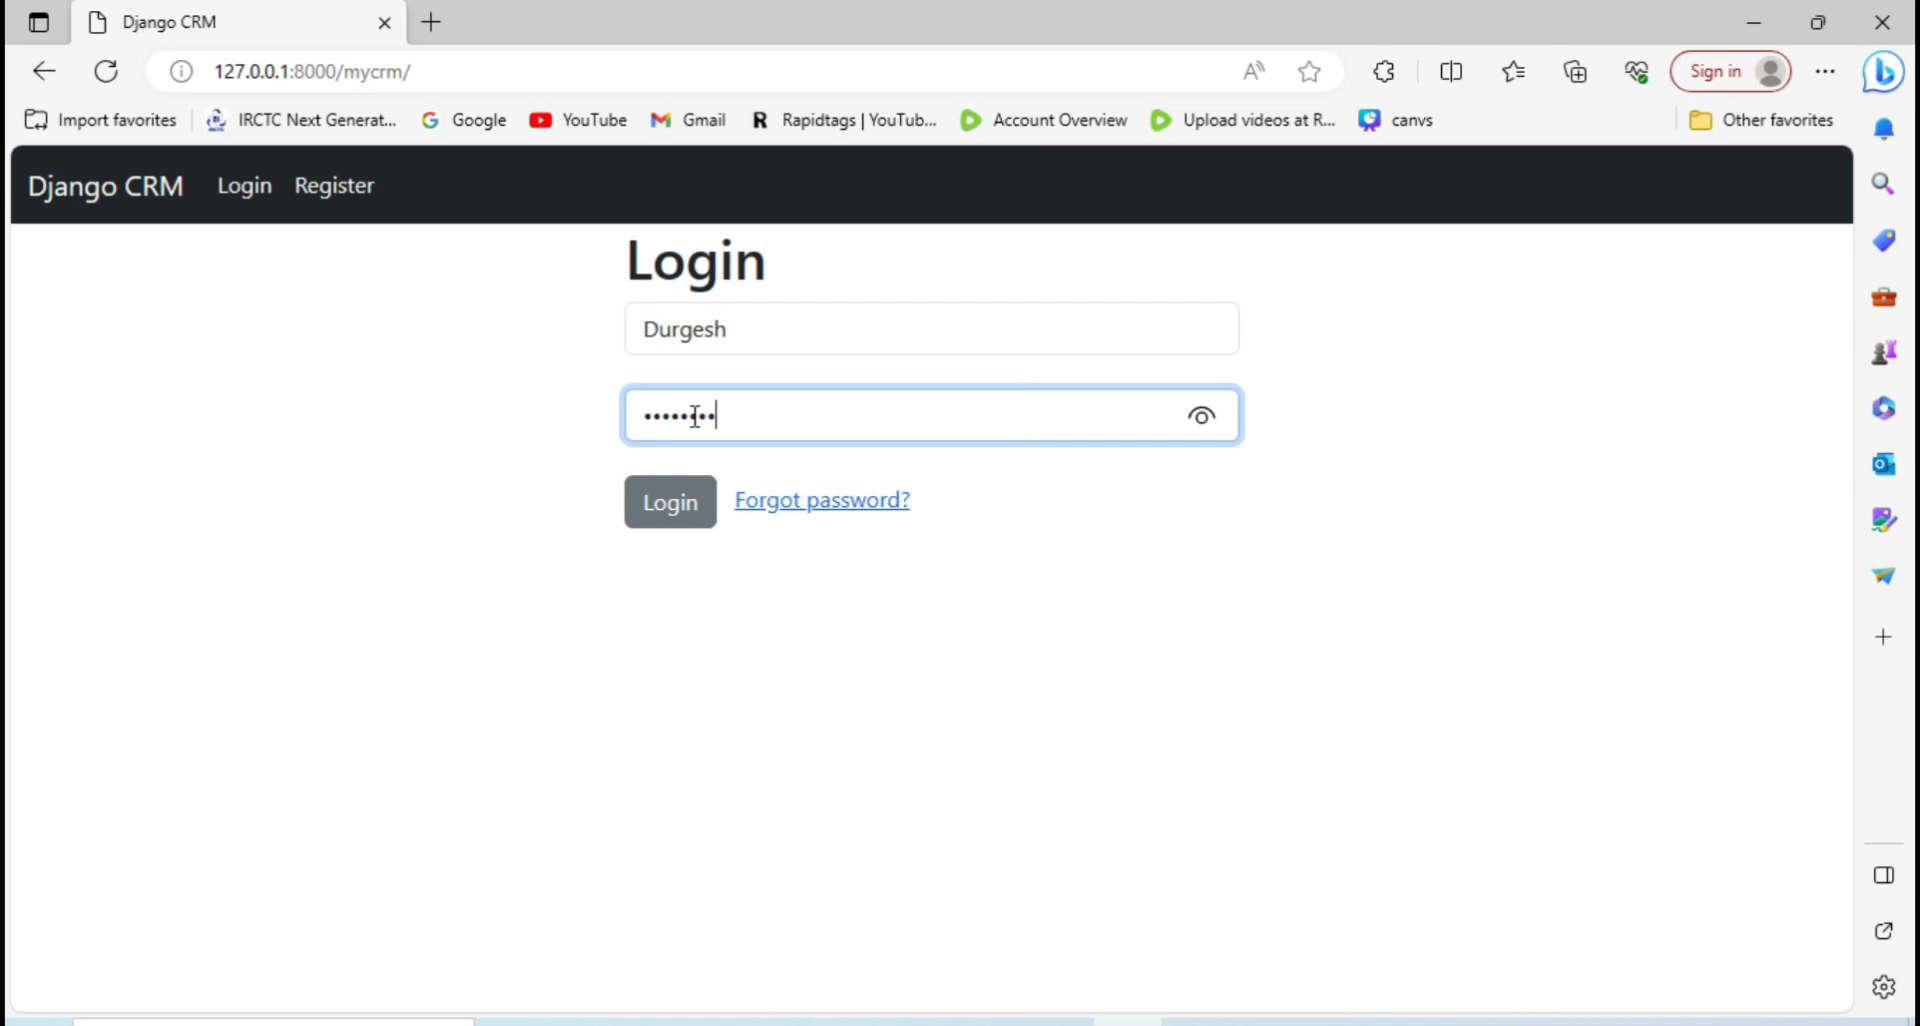 Django CRM
127.0.0.1:8000/mycrm/
Sign in
Import favorites IRCTC Next Generat... Google YouTube Gmail Rapidtags | YouTub... Account Overview Upload videos at R... canvs Other favorites
Django CRM Login Register
Login
Durgesh
Login Forgot password?